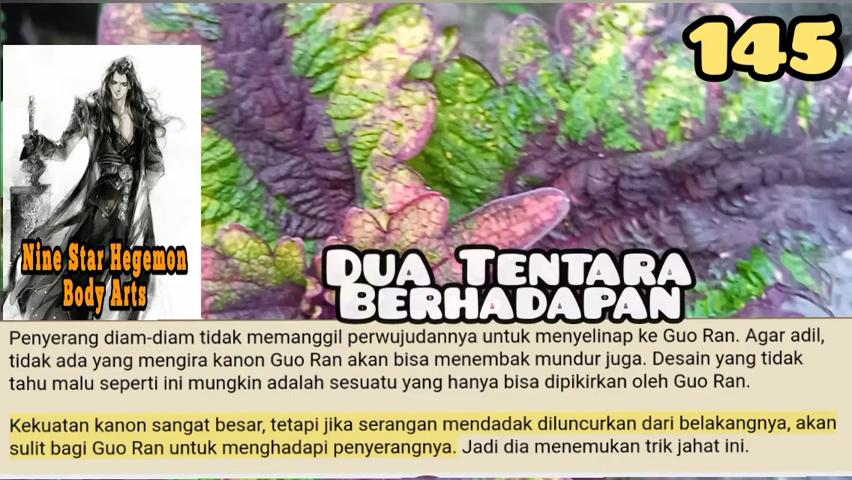 145
Nine Star Hegemon
Body Arts
DUA TENTARA
BERHADAPAN
Penyerang diam-diam tidak memanggil perwujudannya untuk menyelinap ke Guo Ran. Agar adil,
tidak ada yang mengira kanon Guo Ran akan bisa menembak mundur juga. Desain yang tidak
tahu malu seperti ini mungkin adalah sesuatu yang hanya bisa dipikirkan oleh Guo Ran.
Kekuatan kanon sangat besar, tetapi jika serangan mendadak diluncurkan dari belakangnya, akan
sulit bagi Guo Ran untuk menghadapi penyerangnya. Jadi dia menemukan trik jahat ini.